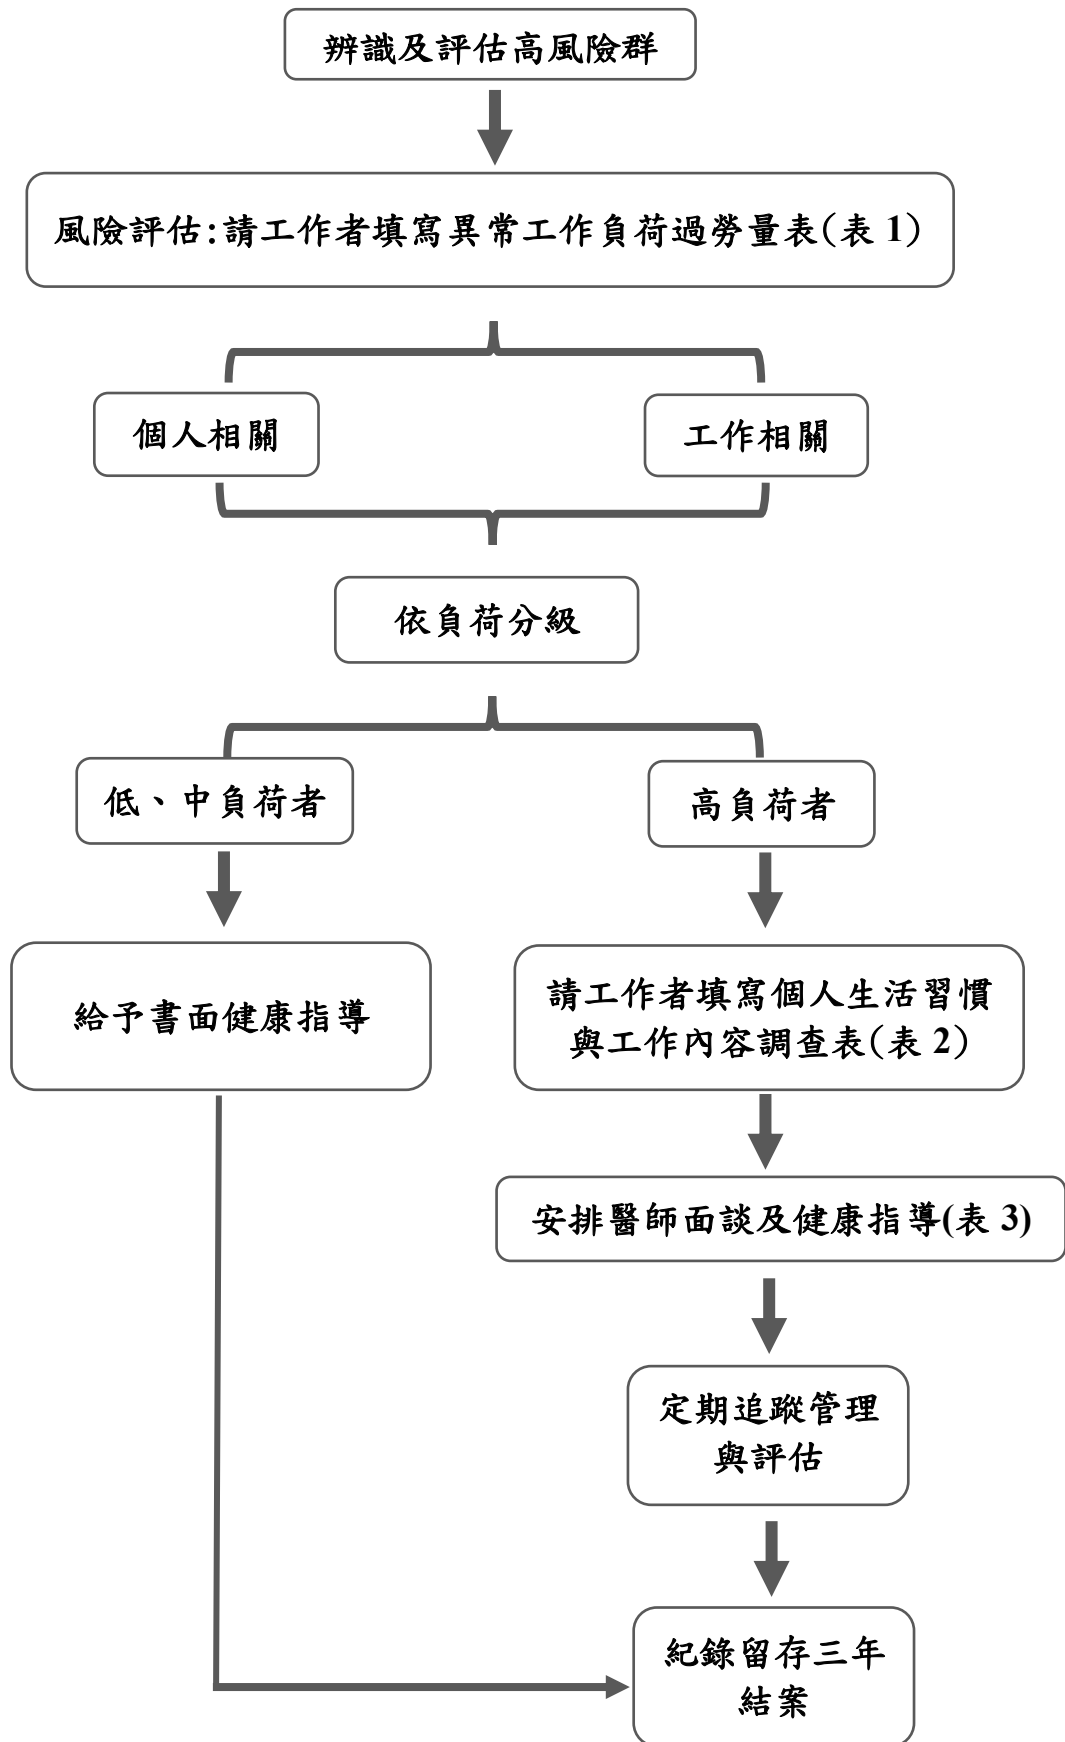 辨識及評估高風險群
風險評估:請工作者填寫異常工作負荷過勞量表(表 1)
個人相關
工作相關
依負荷分級
低、中負荷者
高負荷者
給予書面健康指導
請工作者填寫個人生活習慣
與工作內容調查表(表 2)
安排醫師面談及健康指導(表 3)
定期追蹤管理
與評估
紀錄留存三年
結案